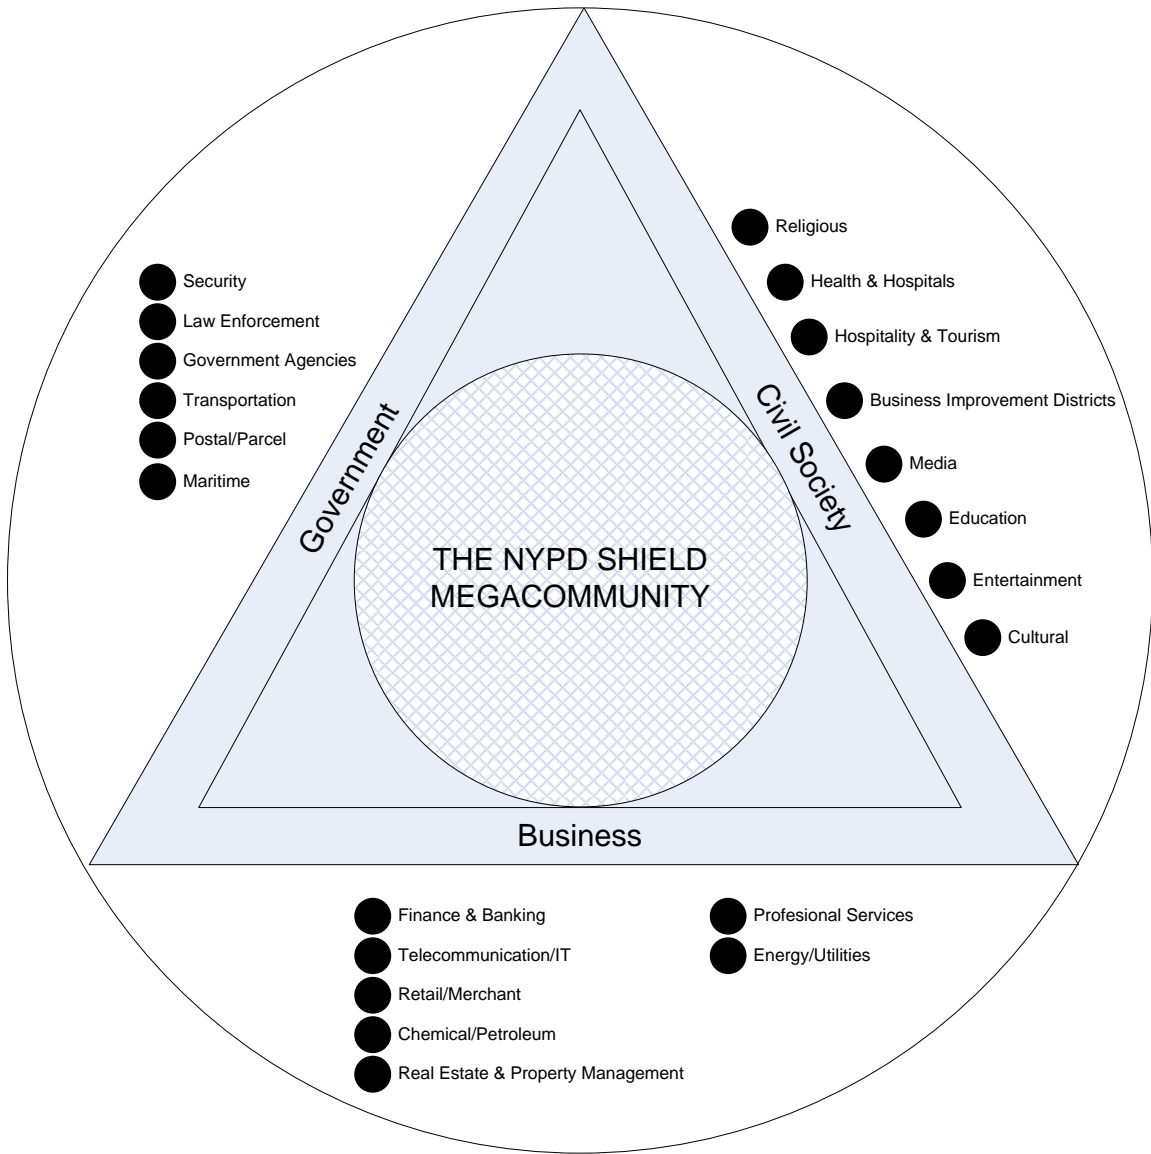 Security
Law Enforcement
Government Agencies
Transportation
Postal/Parcel
Maritime
Government
Religious
Health & Hospitals
Hospitality & Tourism
Business Improvement Districts
Media
Education
Entertainment
Cultural
Civil Society
THE NYPD SHIELD
MEGACOMMUNITY
Business
Finance & Banking
Telecommunication/IT
Retail/Merchant
Chemical/Petroleum
Real Estate & Property Management
Profesional Services
Energy/Utilities